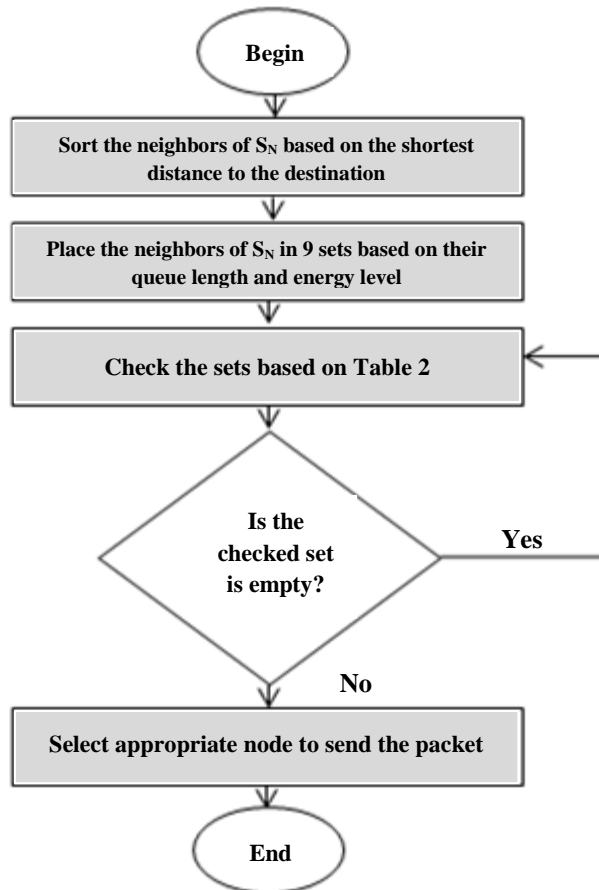 Begin
Sort the neighbors of SN based on the shortest
distance to the destination
Place the neighbors of SN in 9 sets based on their
queue length and energy level
Check the sets based on Table 2
Is the
checked set
is empty?
Yes
No
Select appropriate node to send the packet
End